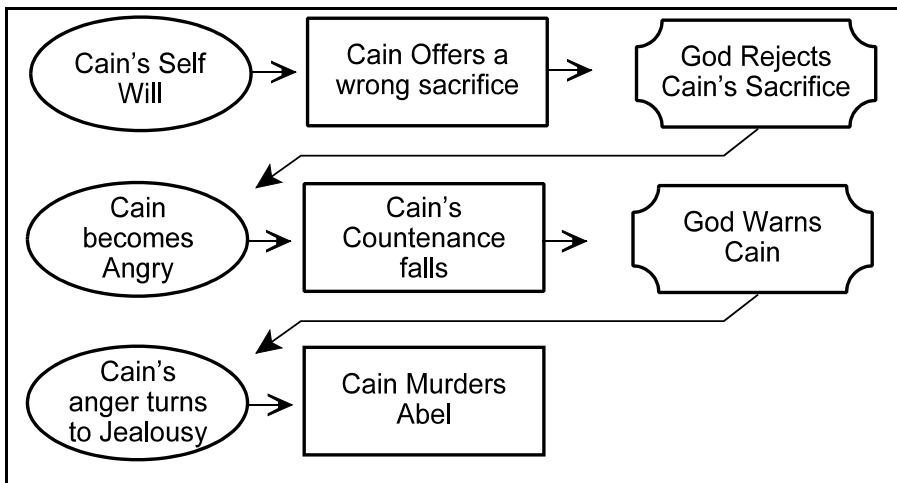 Cain's Self
Will
Cain Offers a
wrong sacrifice
God Rejects
Cain's Sacrifice
Cain
becomes
Angry
Cain's
Countenance
falls
God Warns
Cain
Cain's
anger turns
to Jealousy
Cain Murders
Abel